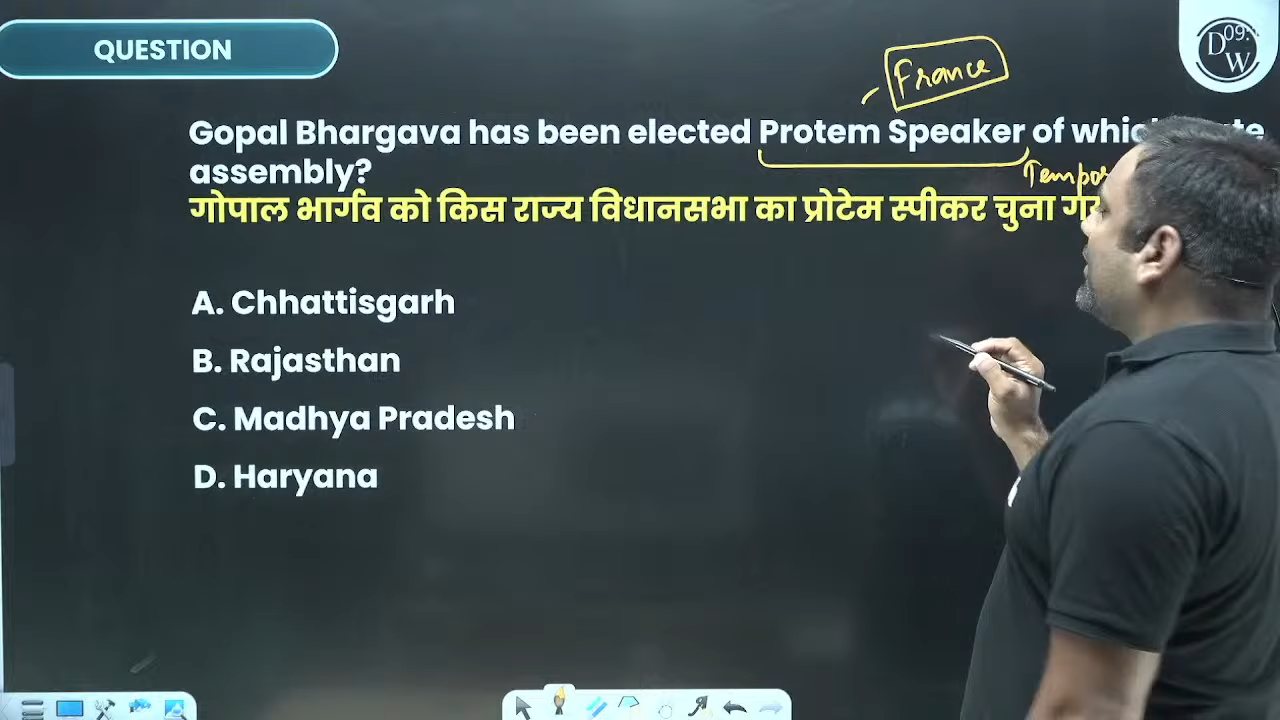 QUESTION
09:
D
W
France
Gopal Bhargava has been elected Protem Speaker of which
assembly?
Tempor
गोपाल भार्गव को किस राज्य विधानसभा का प्रोटेम स्पीकर चुना
A. Chhattisgarh
B. Rajasthan
C. Madhya Pradesh
D. Haryana